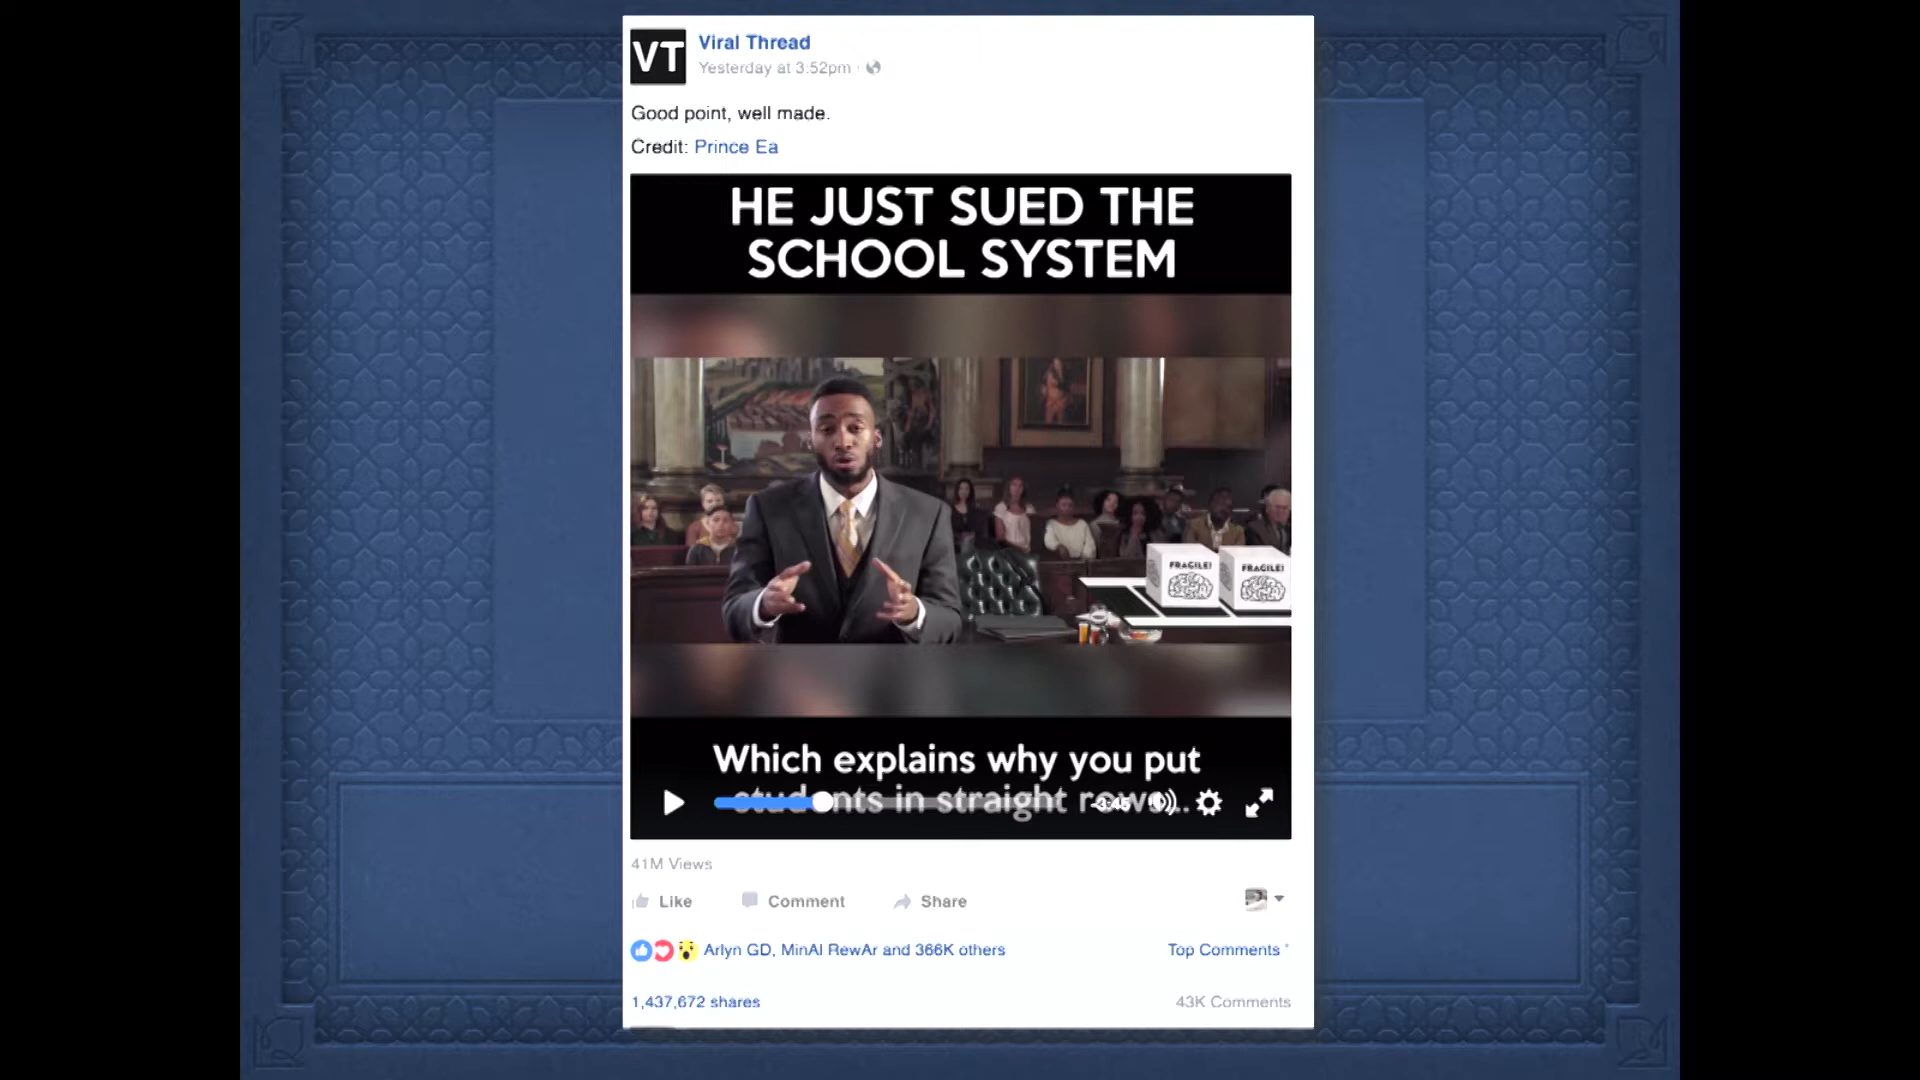 VT
Viral Thread
Yesterday at 3:52pm ·
Good point, well made.
Credit: Prince Ea
HE JUST SUED THE
SCHOOL SYSTEM
FRAGILE!
FRAGILE!
Which explains why you put
students in straight rows...
-3:45
41M Views
Like Comment Share
Arlyn GD, MinAl RewAr and 366K others
Top Comments
1,437,672 shares
43K Comments